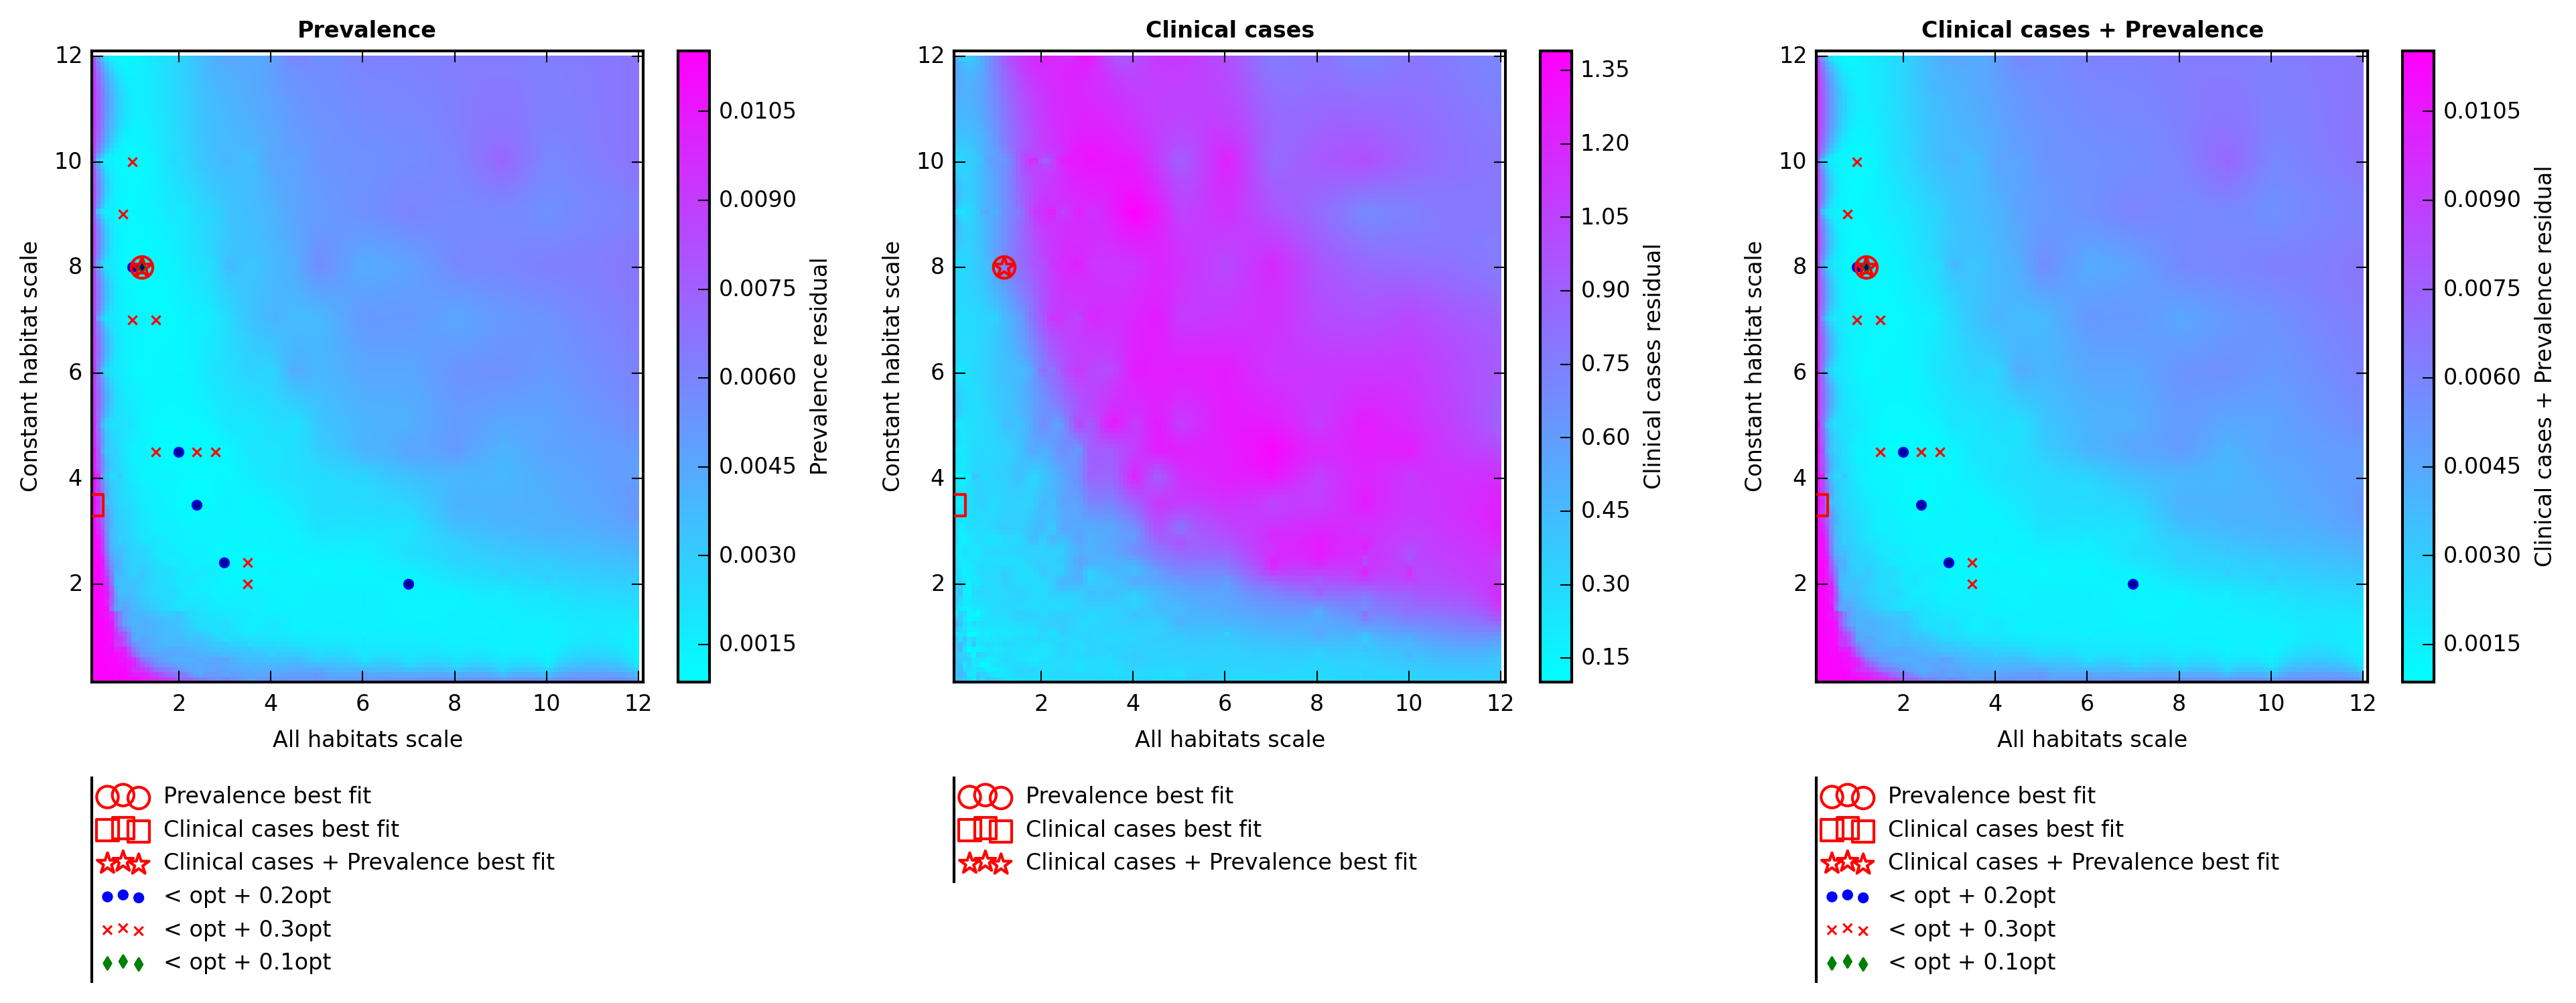 Prevalence
12
10
8
6
4
2
2 4 6 8 10 12
Constant habitat scale
All habitats scale
0.0105
0.0090
0.0075
0.0060
0.0045
0.0030
0.0015
Prevalence residual
Prevalence best fit
Clinical cases best fit
Clinical cases + Prevalence best fit
< opt + 0.2opt
< opt + 0.3opt
< opt + 0.1opt
Clinical cases
12
10
8
6
4
2
2 4 6 8 10 12
Constant habitat scale
All habitats scale
1.35
1.20
1.05
0.90
0.75
0.60
0.45
0.30
0.15
Clinical cases residual
Prevalence best fit
Clinical cases best fit
Clinical cases + Prevalence best fit
Clinical cases + Prevalence
12
10
8
6
4
2
2 4 6 8 10 12
Constant habitat scale
All habitats scale
0.0105
0.0090
0.0075
0.0060
0.0045
0.0030
0.0015
Clinical cases + Prevalence residual
Prevalence best fit
Clinical cases best fit
Clinical cases + Prevalence best fit
< opt + 0.2opt
< opt + 0.3opt
< opt + 0.1opt